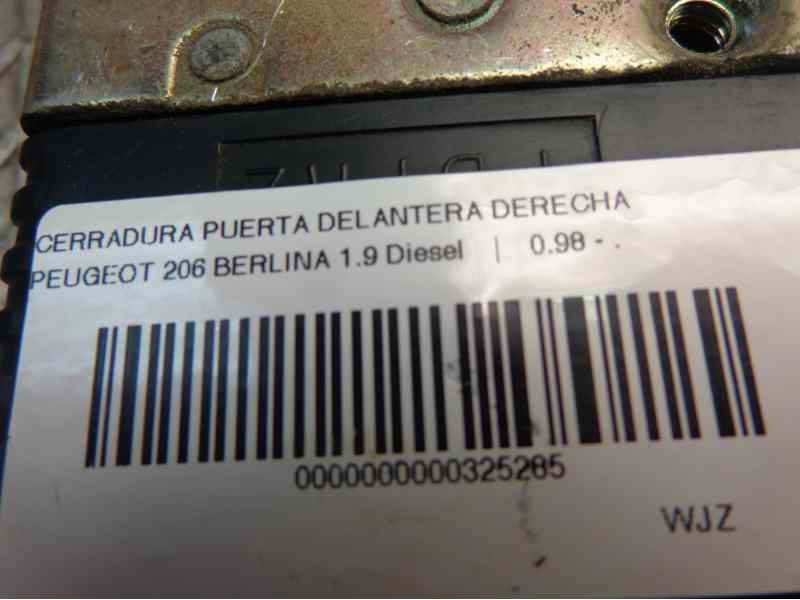 CERRADURA PUERTA DELANTERA DERECHA
PEUGEOT 206 BERLINA 1.9 Diesel | 0.98 - .
0000000000325285
WJZ